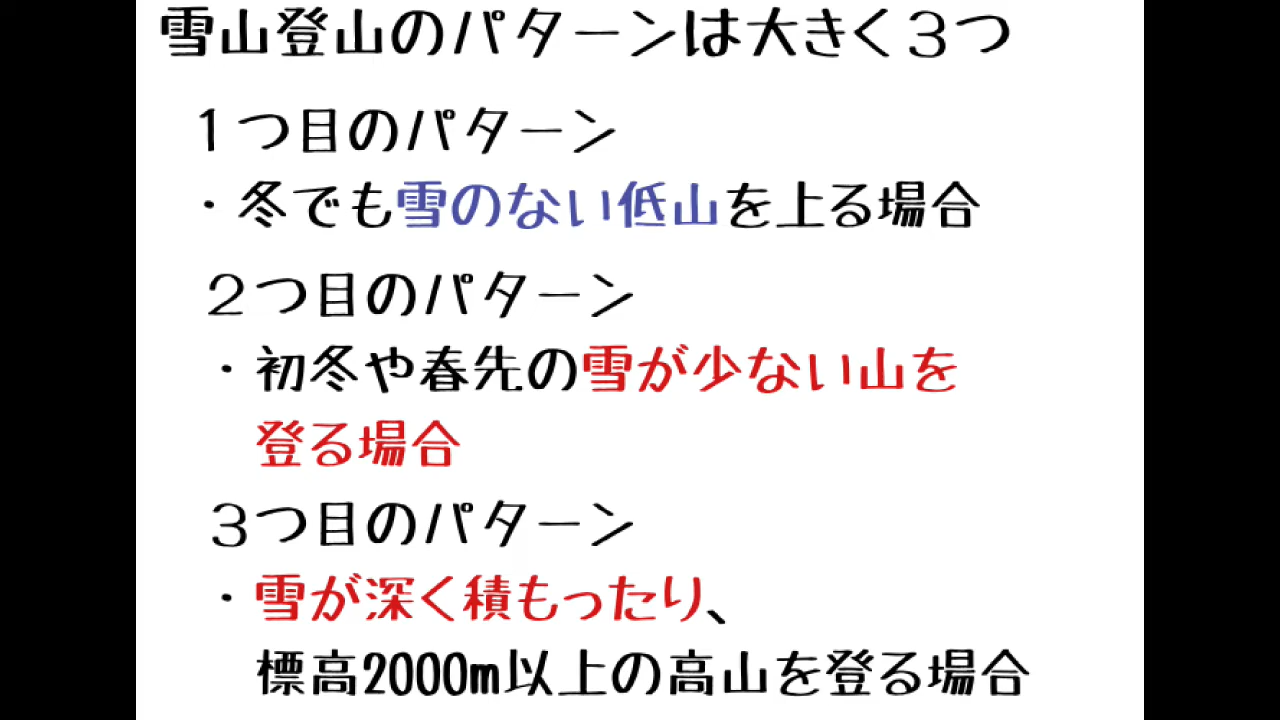 雪山登山のパターンは大きく３つ
１つ目のパターン
・冬でも雪のない低山を上る場合
２つ目のパターン
・初冬や春先の雪が少ない山を
登る場合
３つ目のパターン
・雪が深く積もったり、
標高2000m以上の高山を登る場合